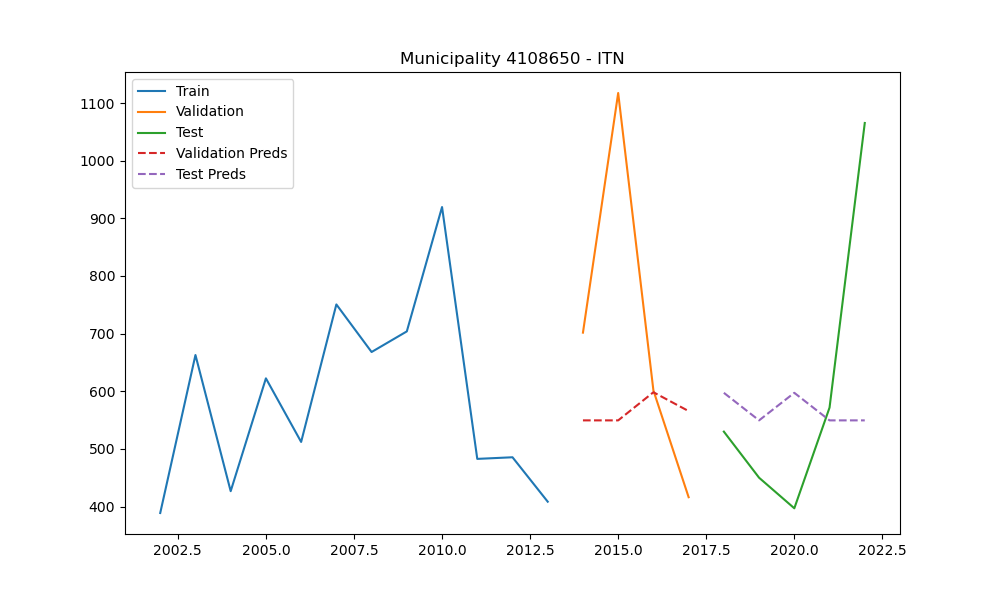 Municipality 4108650 - ITN
Train
Validation
Test
Validation Preds
Test Preds
1100
1000
900
800
700
600
500
400
2002.5 2005.0 2007.5 2010.0 2012.5 2015.0 2017.5 2020.0 2022.5